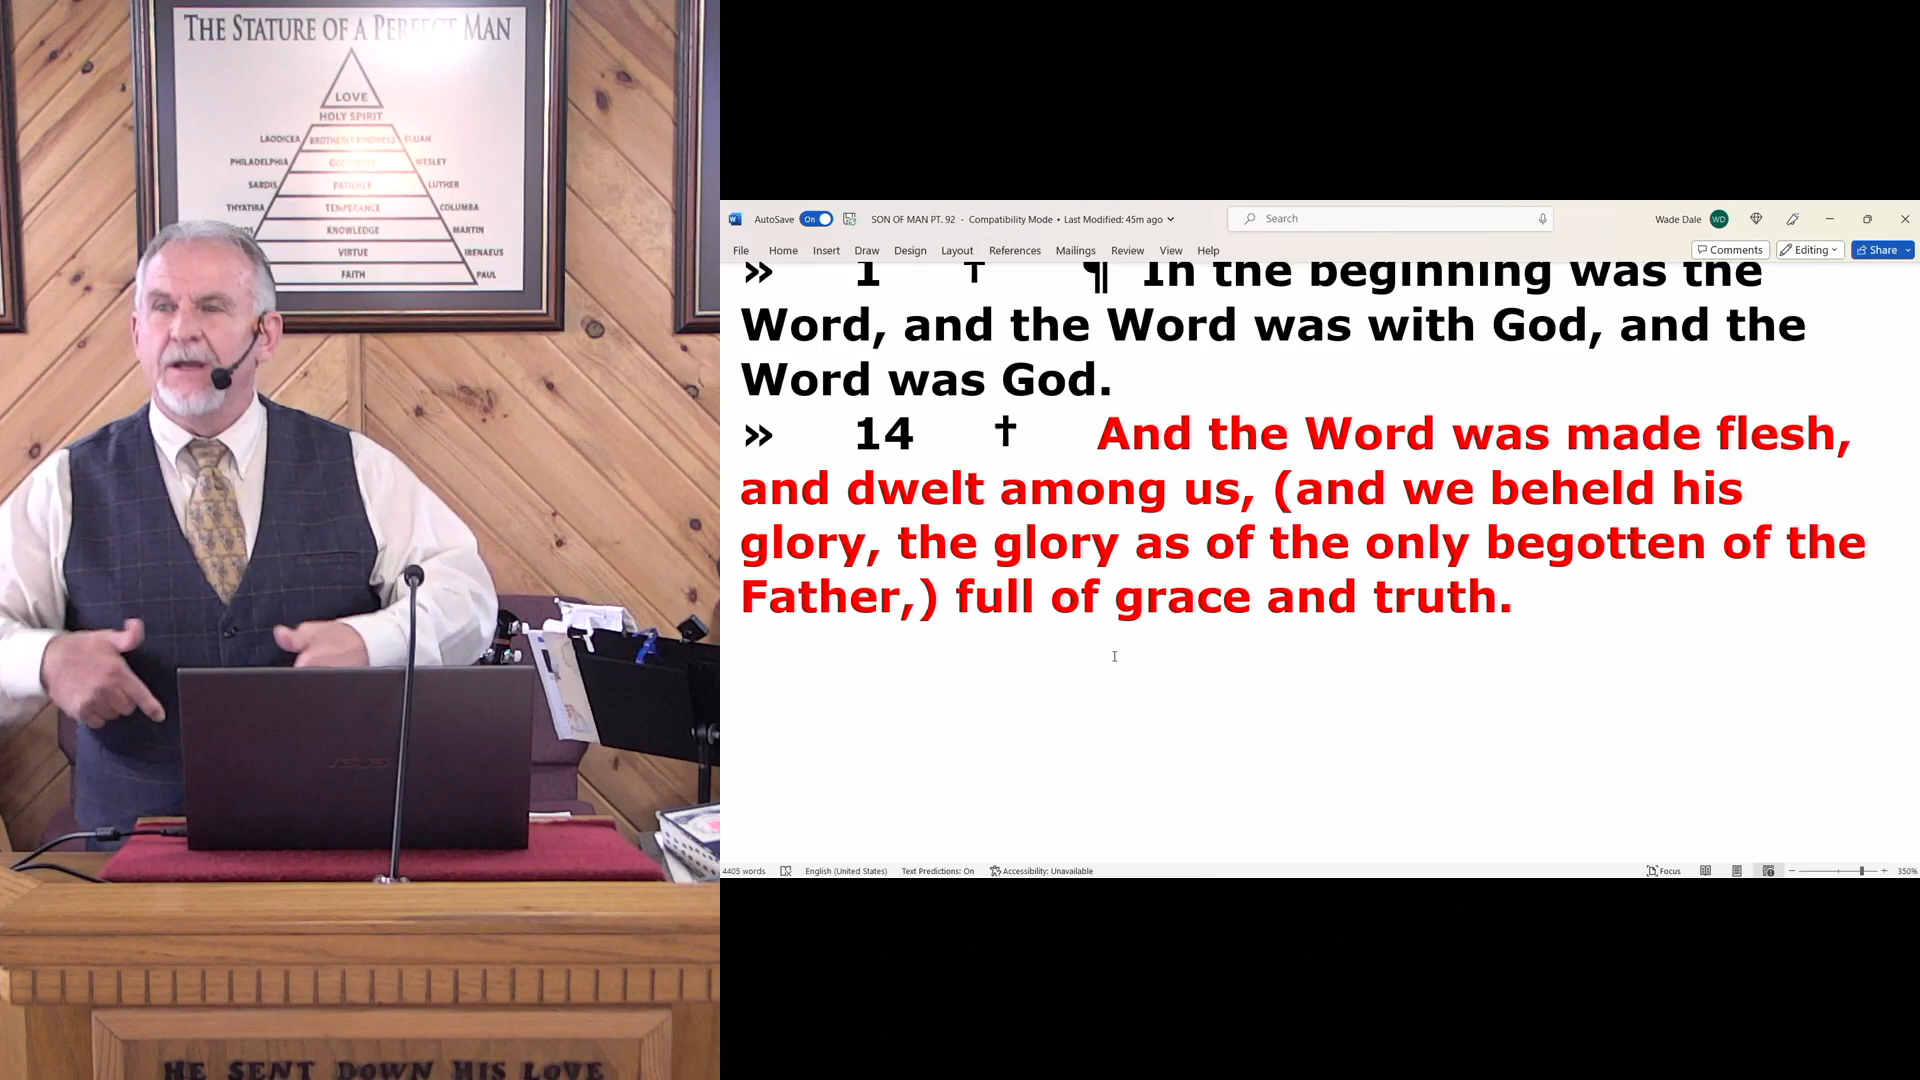 THE STATURE OF A PERFECT MAN
LOVE
HOLY SPIRIT
LAODICEA BROTHERLY KINDNESS ELIJAH
PHILADELPHIA GODLINESS WESLEY
SARDIS PATIENCE LUTHER
THYATIRA TEMPERANCE COLUMBA
KNOWLEDGE MARTIN
VIRTUE IRENAEUS
FAITH PAUL
ASUS
HE SENT DOWN HIS LOVE
AutoSave On SON OF MAN PT. 92 - Compatibility Mode • Last Modified: 45m ago Search Wade Dale WD
File Home Insert Draw Design Layout References Mailings Review View Help Comments Editing Share
» 1 † ¶ In the beginning was the
Word, and the Word was with God, and the
Word was God.
» 14 † And the Word was made flesh,
and dwelt among us, (and we beheld his
glory, the glory as of the only begotten of the
Father,) full of grace and truth.
4405 words English (United States) Text Predictions: On Accessibility: Unavailable Focus 350%